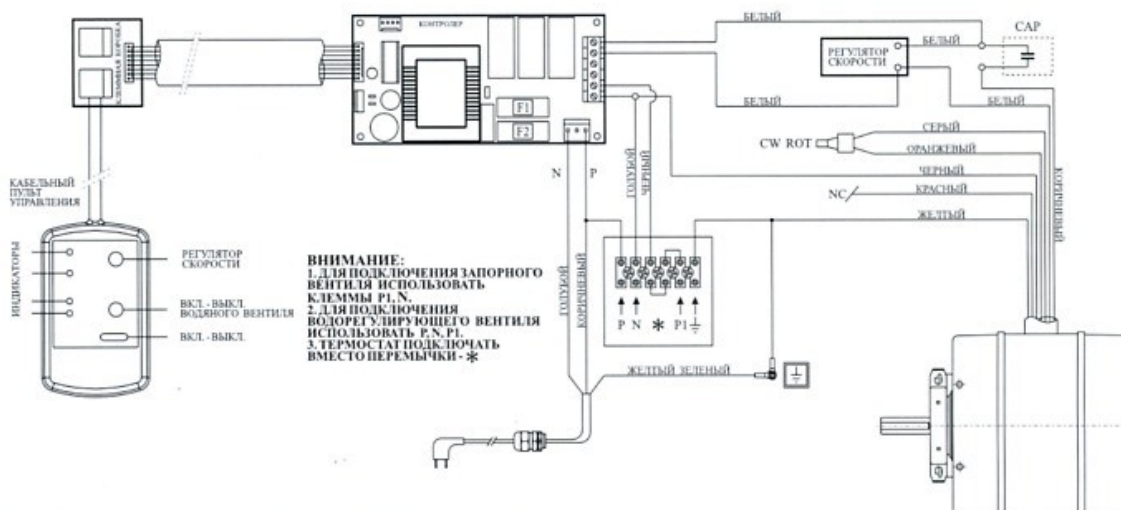 КЛЕММНАЯ КОРОБКА
КОНТРОЛЕР
F1
F2
БЕЛЫЙ
CAP
РЕГУЛЯТОР
СКОРОСТИ
БЕЛЫЙ
БЕЛЫЙ
БЕЛЫЙ
CW ROT
СЕРЫЙ
ОРАНЖЕВЫЙ
ЧЕРНЫЙ
NC
КРАСНЫЙ
ЖЕЛТЫЙ
КОРИЧНЕВЫЙ
N
P
ГОЛУБОЙ
ЧЕРНЫЙ
КАБЕЛЬНЫЙ
ПУЛЬТ
УПРАВЛЕНИЯ
ИНДИКАТОРЫ
РЕГУЛЯТОР
СКОРОСТИ
ВКЛ. - ВЫКЛ.
ВОДЯНОГО ВЕНТИЛЯ
ВКЛ. - ВЫКЛ.
ВНИМАНИЕ:
1. ДЛЯ ПОДКЛЮЧЕНИЯ ЗАПОРНОГО
ВЕНТИЛЯ ИСПОЛЬЗОВАТЬ
КЛЕММЫ P1, N.
2. ДЛЯ ПОДКЛЮЧЕНИЯ
ВОДОРЕГУЛИРУЮЩЕГО ВЕНТИЛЯ
ИСПОЛЬЗОВАТЬ P, N, P1.
3. ТЕРМОСТАТ ПОДКЛЮЧАТЬ
ВМЕСТО ПЕРЕМЫЧКИ - *
ГОЛУБОЙ
КОРИЧНЕВЫЙ
P N * P1
ЖЕЛТЫЙ ЗЕЛЕНЫЙ